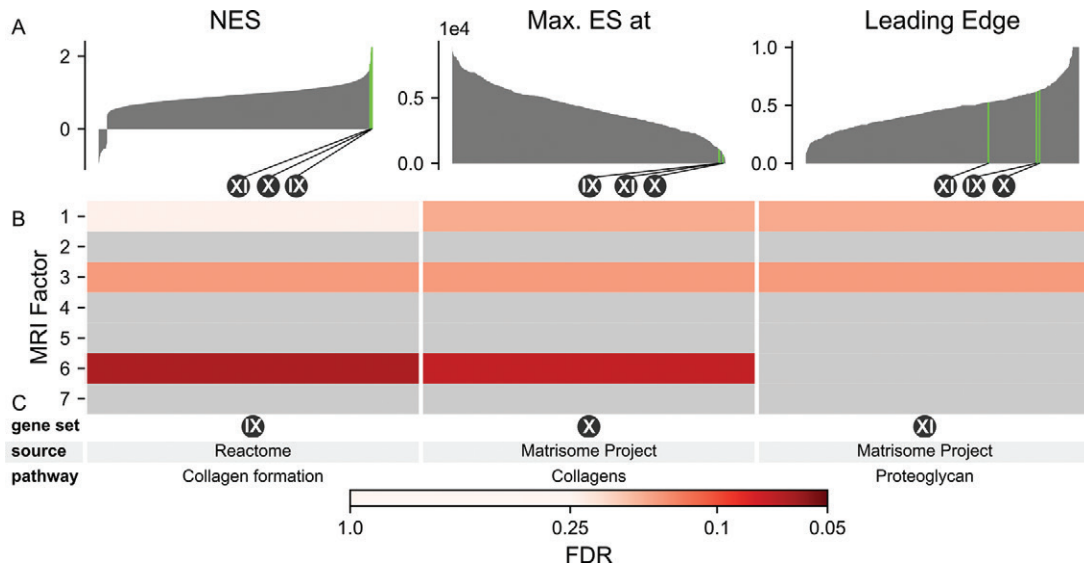 A
NES
Max. ES at
Leading Edge
1e4
2
0
0.5
0.0
1.0
0.5
0.0
XI X IX
IX XI X
XI IX X
B
MRI Factor
1
2
3
4
5
6
7
C
gene set IX X XI
source Reactome Matrisome Project Matrisome Project
pathway Collagen formation Collagens Proteoglycan
1.0 0.25 0.1 0.05
FDR